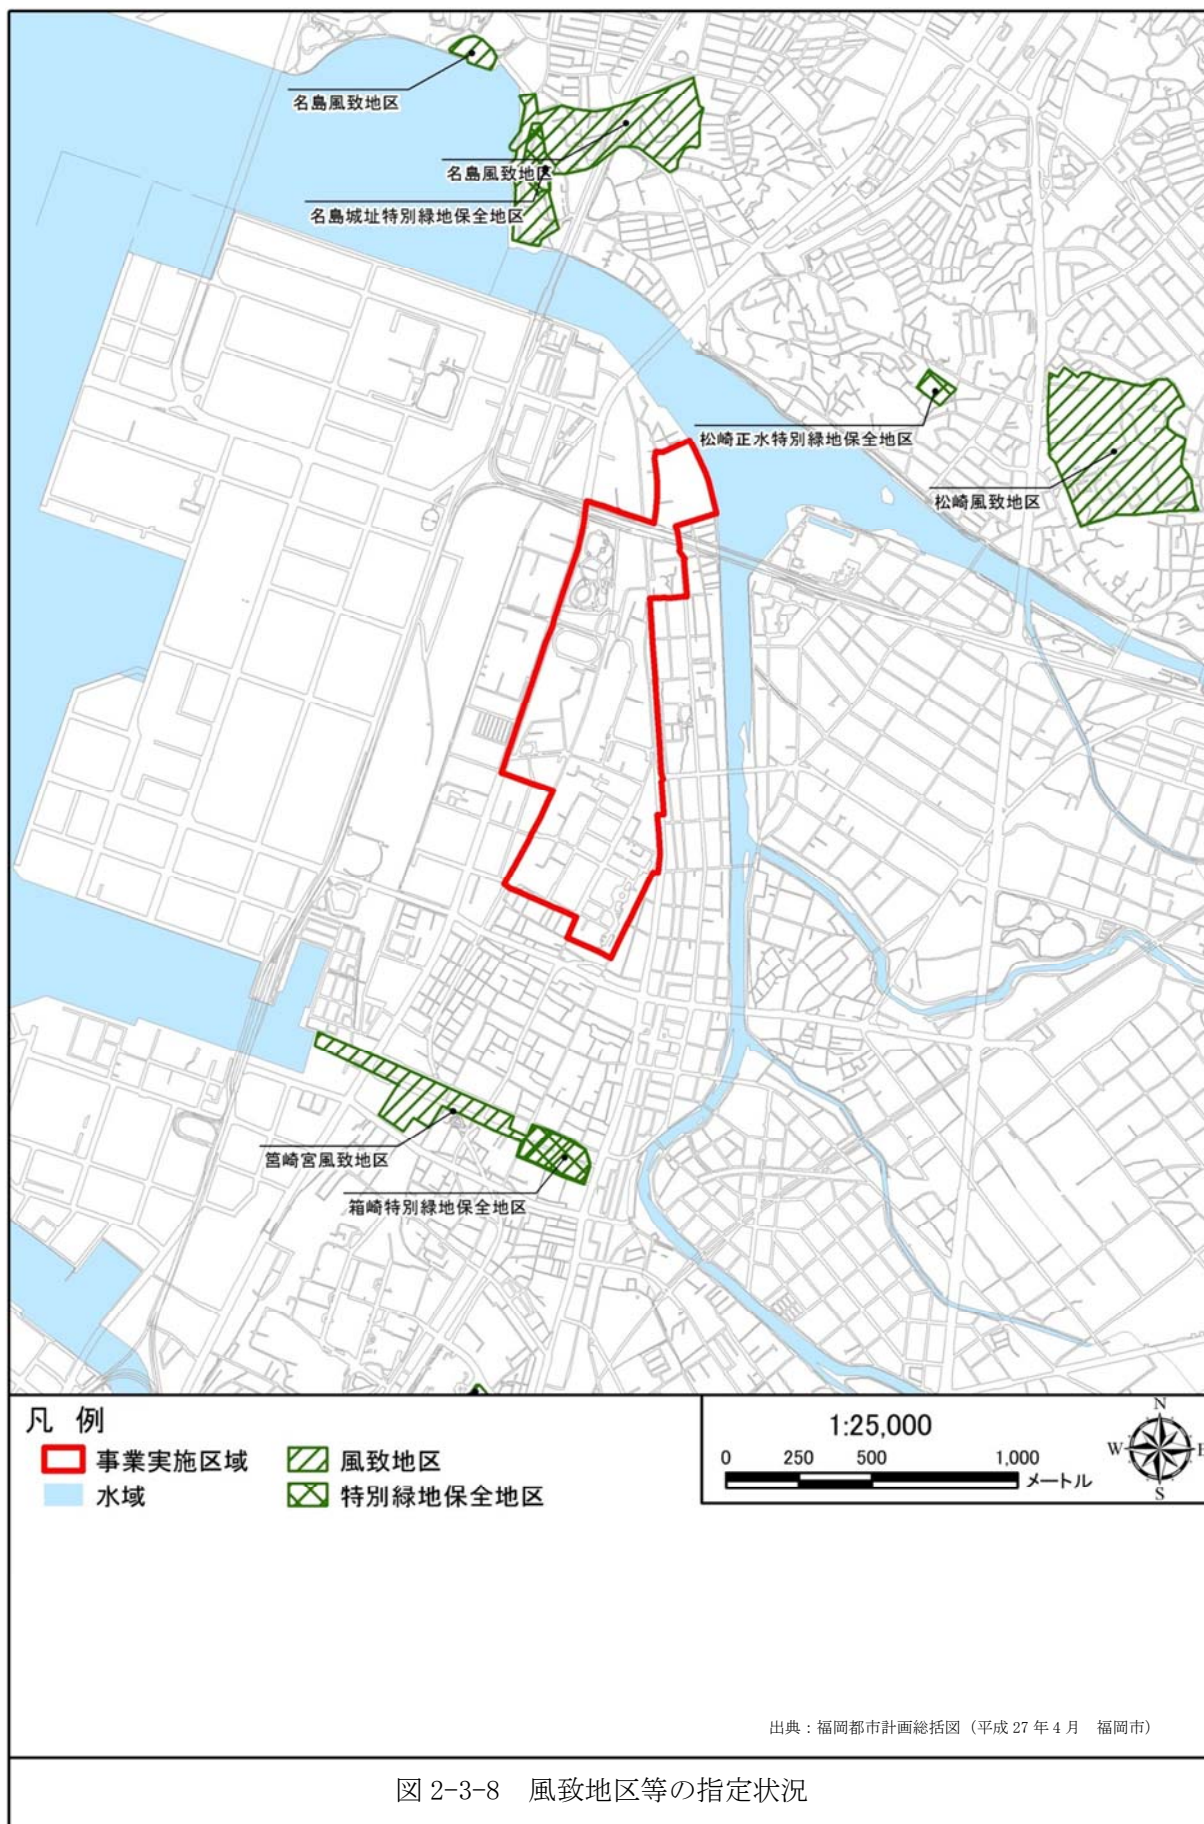 名島風致地区
名島風致地区
名島城址特別緑地保全地区
松崎正水特別緑地保全地区
松崎風致地区
筥崎宮風致地区
箱崎特別緑地保全地区
凡 例
事業実施区域
風致地区
水域
特別緑地保全地区
1:25,000
0 250 500 1,000
メートル
N
W E
S
出典：福岡都市計画総括図（平成 27 年 4 月 福岡市）
図 2-3-8 風致地区等の指定状況